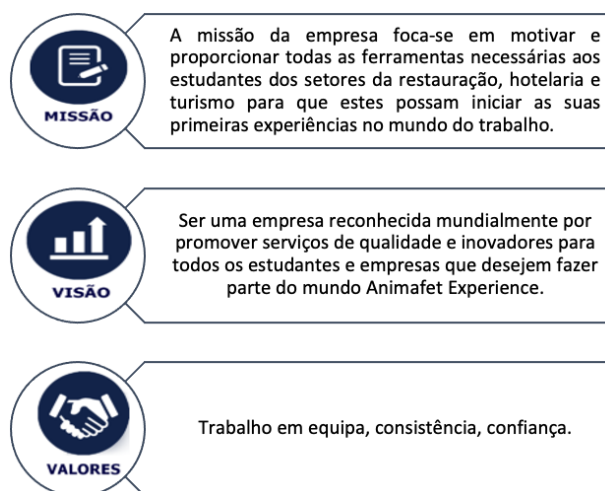 A missão da empresa foca-se em motivar e
proporcionar todas as ferramentas necessárias aos
estudantes dos setores da restauração, hotelaria e
turismo para que estes possam iniciar as suas
primeiras experiências no mundo do trabalho.
MISSÃO
Ser uma empresa reconhecida mundialmente por
promover serviços de qualidade e inovadores para
todos os estudantes e empresas que desejem fazer
parte do mundo Animafet Experience.
VISÃO
Trabalho em equipa, consistência, confiança.
VALORES